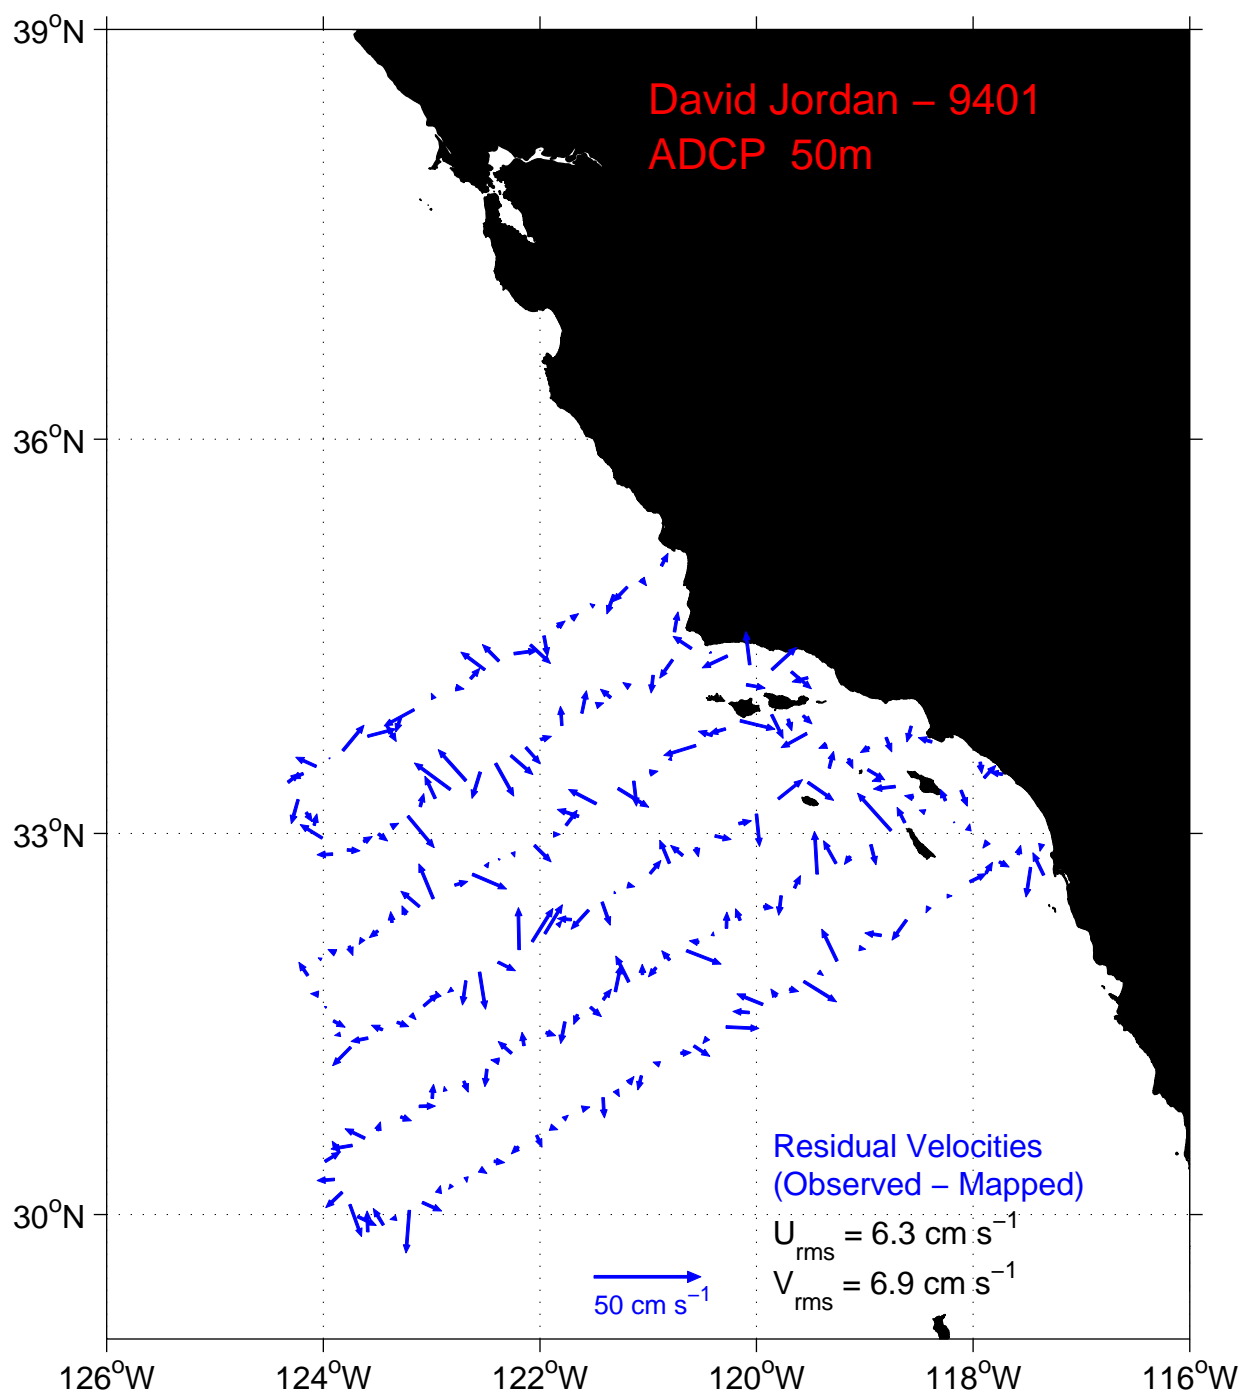 39°N
David Jordan – 9401
ADCP 50m
36°N
33°N
Residual Velocities
(Observed – Mapped)
30°N
U_rms = 6.3 cm s⁻¹
V_rms = 6.9 cm s⁻¹
50 cm s⁻¹
126°W 124°W 122°W 120°W 118°W 116°W